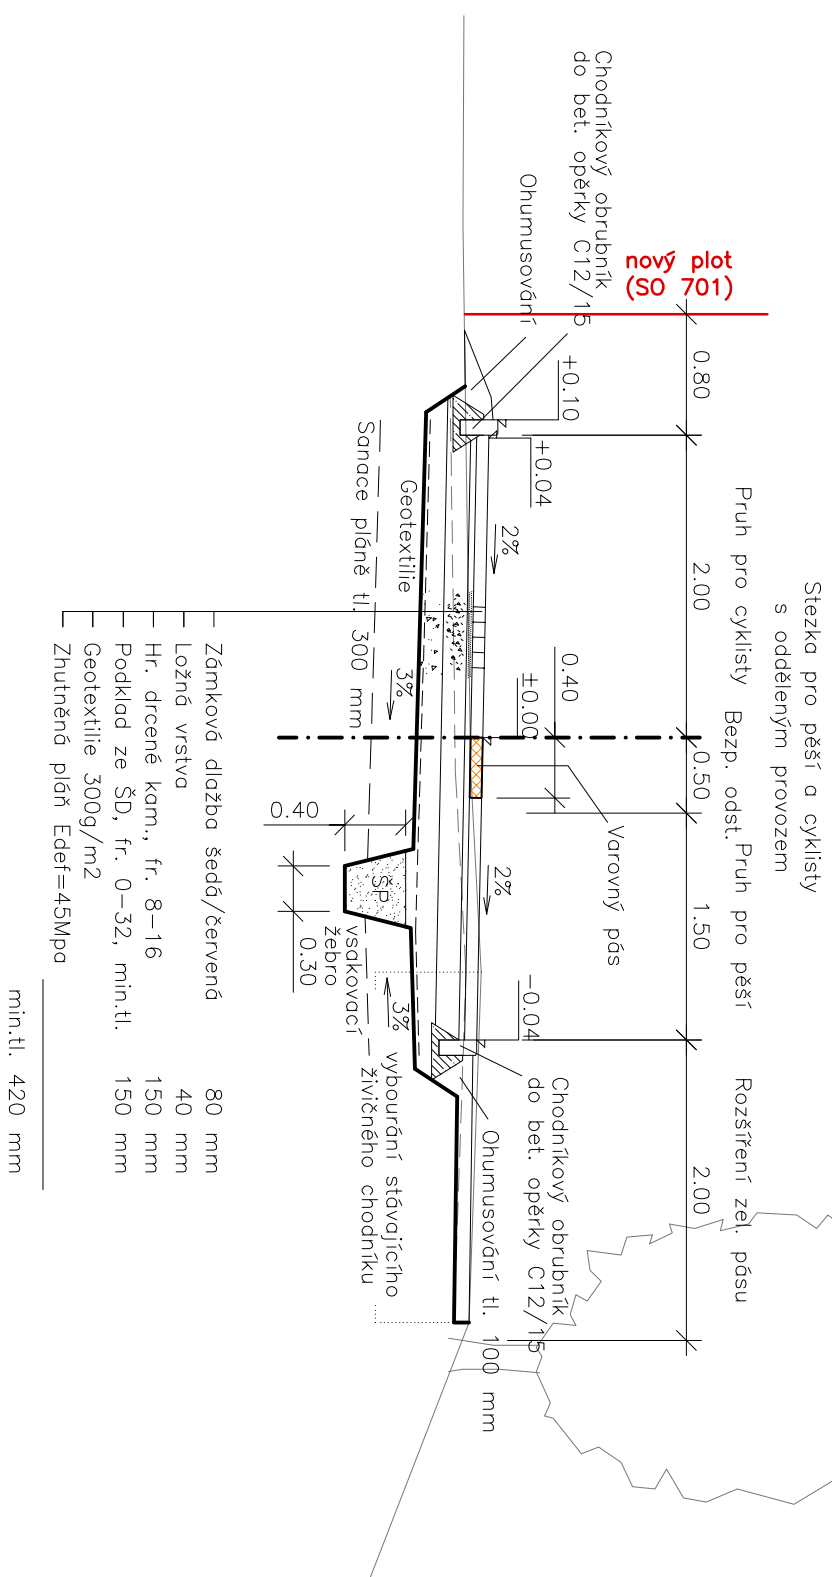 Stezka pro pěší a cyklisty
s odděleným provozem
Pruh pro cyklisty
Bezp. odst.
Pruh pro pěší
Rozšíření zel. pásu
0.80
2.00
0.50
1.50
2.00
nový plot
(SO 701)
Chodníkový obrubník
do bet. opěrky C12/15
Ohumusování
+0.10
+0.04
2%
0.40
±0.00
Varovný pás
2%
-0.04
Chodníkový obrubník
do bet. opěrky C12/15
Ohumusování tl. 100 mm
Geotextilie
Sanace pláně tl. 300 mm
3%
0.40
ŠP
0.30
vsakovací
žebro
3%
vybourání stávajícího
živičného chodníku
Zámková dlažba šedá/červená 80 mm
Ložná vrstva 40 mm
Hr. drcené kam., fr. 8-16 150 mm
Podklad ze ŠD, fr. 0-32, min.tl. 150 mm
Geotextilie 300g/m2
Zhutněná pláň Edef=45Mpa
min.tl. 420 mm